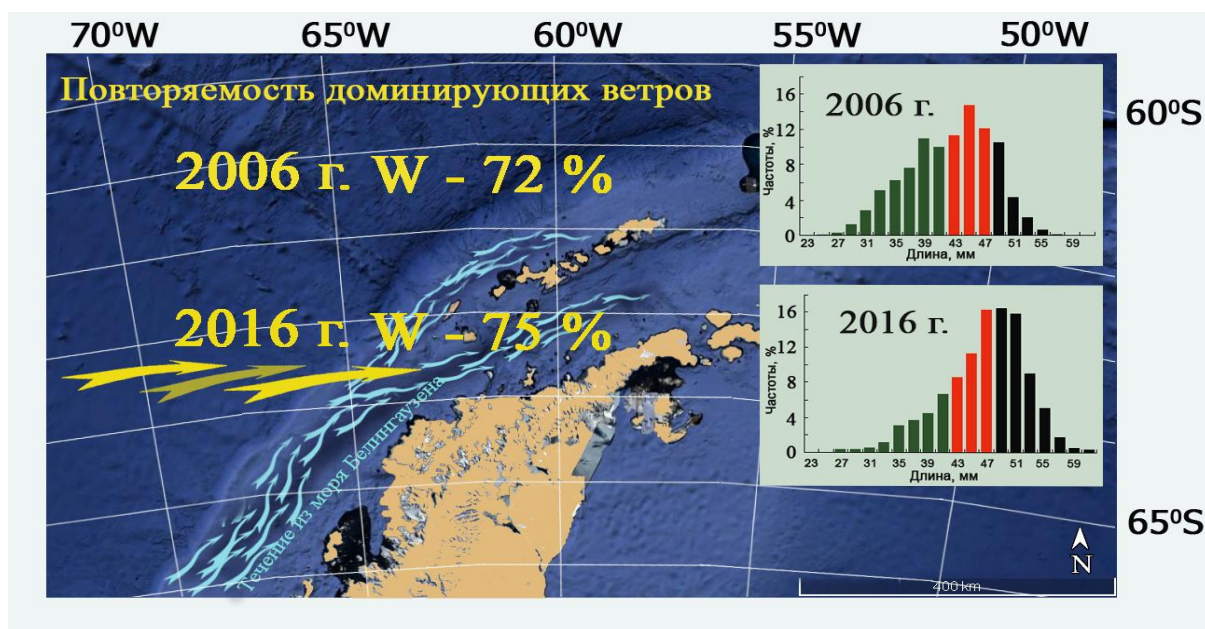 70⁰W 65⁰W 60⁰W 55⁰W 50⁰W
Повторяемость доминирующих ветров
2006 г. W – 72 %
2016 г. W – 75 %
Течение из моря Белингаузена
2006 г.
Частоты, %
16
12
8
4
0
23 27 31 35 39 43 47 51 55 59
Длина, мм
2016 г.
Частоты, %
16
12
8
4
0
23 27 31 35 39 43 47 51 55 59
Длина, мм
60⁰S
65⁰S
N
400 km